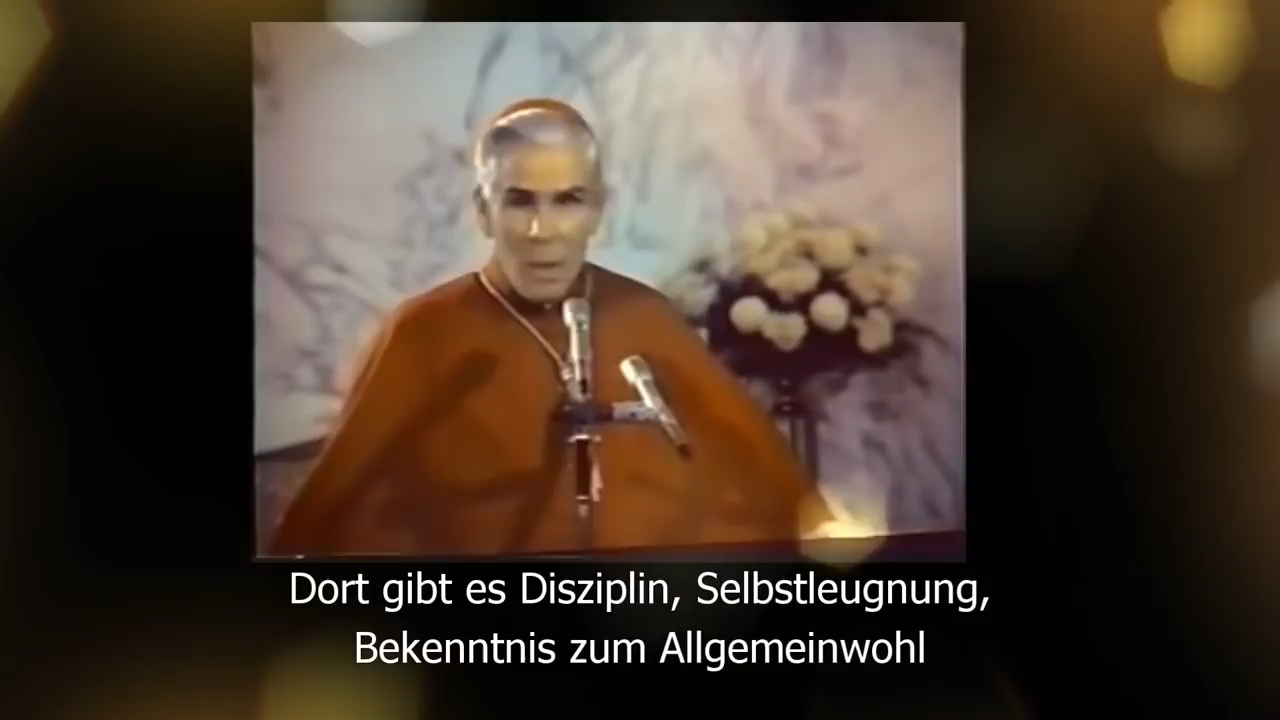 Dort gibt es Disziplin, Selbstleugnung,
Bekenntnis zum Allgemeinwohl